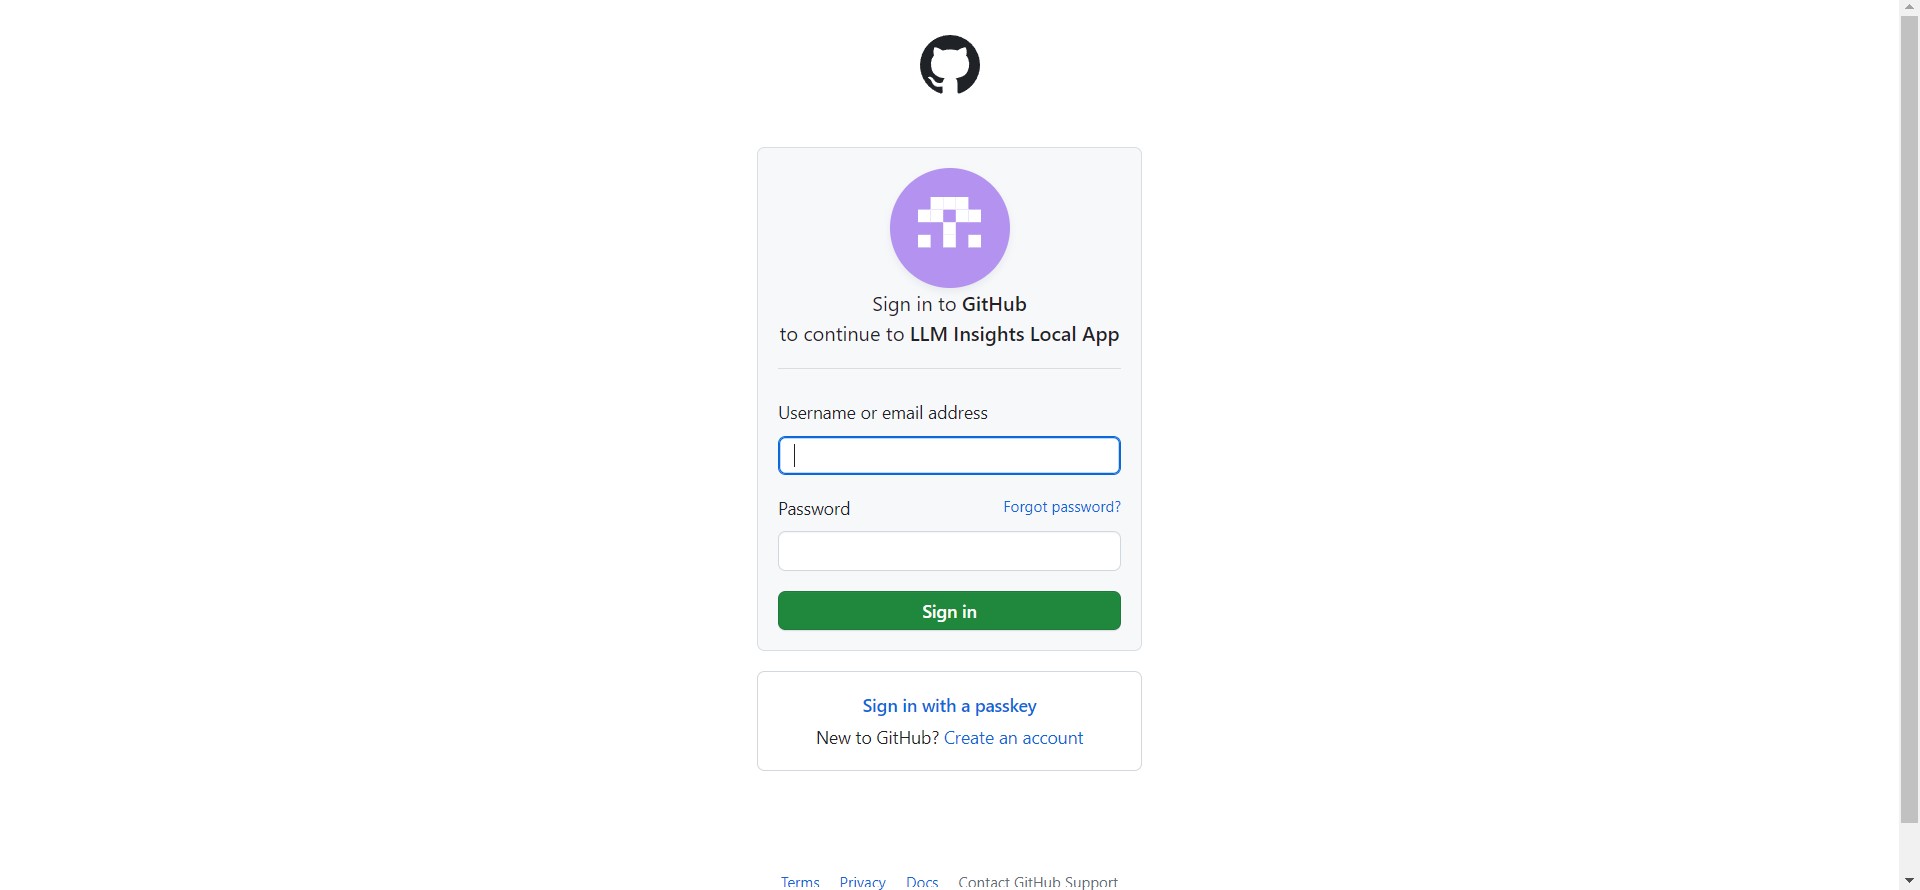 Sign in to GitHub
to continue to LLM Insights Local App
Username or email address
Password
Forgot password?
Sign in
Sign in with a passkey
New to GitHub? Create an account
Terms Privacy Docs Contact GitHub Support